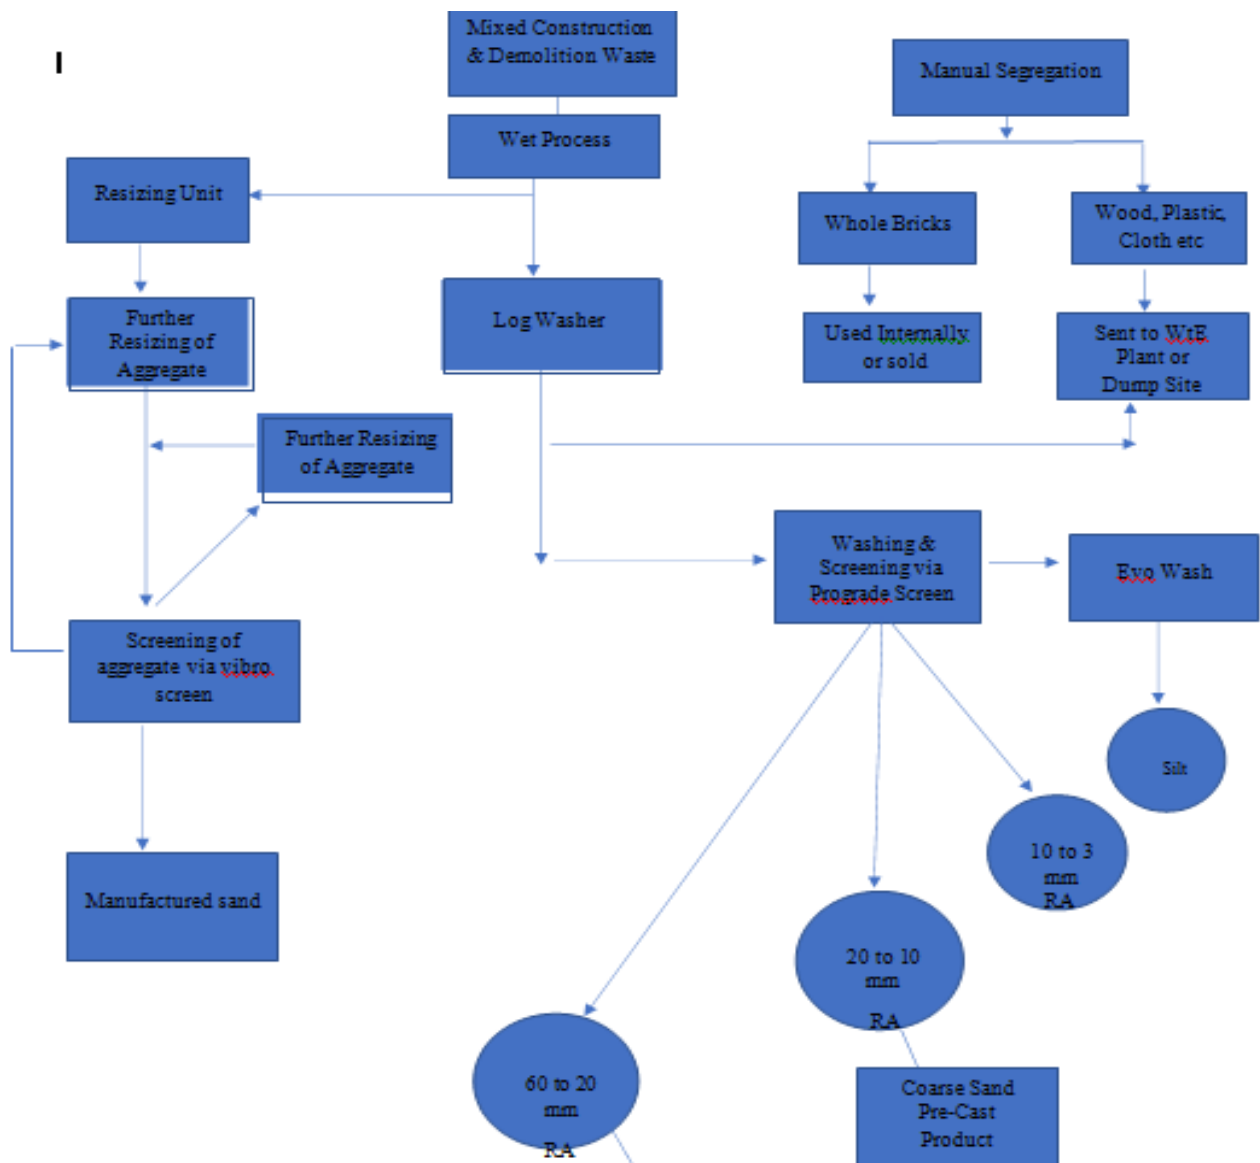 I
Mixed Construction
& Demolition Waste
Manual Segregation
Wet Process
Resizing Unit
Whole Bricks
Wood, Plastic,
Cloth etc
Further
Resizing of
Aggregate
Log Washer
Used Internally
or sold
Sent to WtE
Plant or
Dump Site
Further Resizing
of Aggregate
Washing &
Screening via
Prograde Screen
Evo Wash
Screening of
aggregate via vibro
screen
Silt
10 to 3
mm
RA
Manufactured sand
20 to 10
mm
RA
60 to 20
mm
RA
Coarse Sand
Pre-Cast
Product